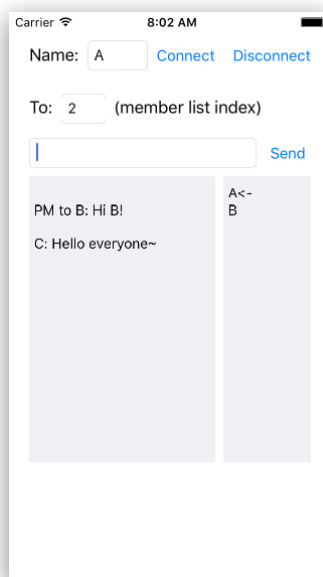 Carrier 8:02 AM
Name: A Connect Disconnect
To: 2 (member list index)
Send
PM to B: Hi B!
C: Hello everyone~
A<-
B